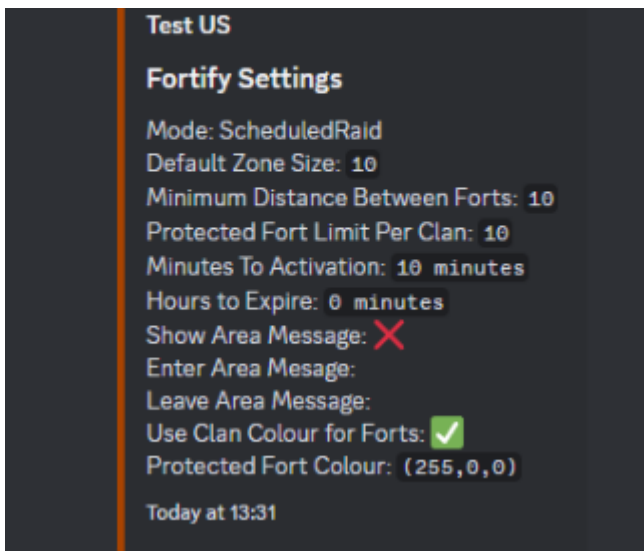 Test US
Fortify Settings
Mode: ScheduledRaid
Default Zone Size: 10
Minimum Distance Between Forts: 10
Protected Fort Limit Per Clan: 10
Minutes To Activation: 10 minutes
Hours to Expire: 0 minutes
Show Area Message: ❌
Enter Area Mesage:
Leave Area Message:
Use Clan Colour for Forts: ✅
Protected Fort Colour: (255,0,0)
Today at 13:31